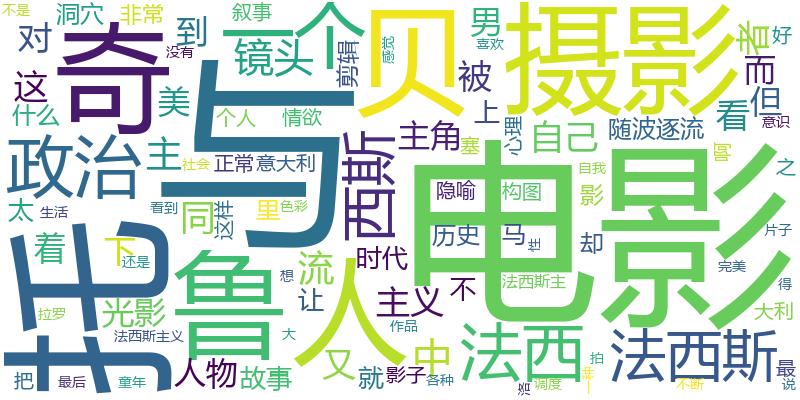 不是 洞穴 非常 叙事 到 一个 贝 男 摄影 者 好
对 奇 没有 镜头 剪辑 感觉 喜欢 而
这 什么 美 与 被 上 看 但 意识
政治 主 个人 情欲 西斯 主角 塞 心理 自己 随波逐流
正常 意大利 社会 电影 隐喻 构图 自我 影 之
太 生活 看到 同 里 色彩 这样 历史 马 性 却 片子
着 托 下 还是 鲁 流 人 时代 不 法西斯主 完美 得
拉罗 光影 想 让 主义 作品 大利
法西斯主义 大 又 中 法西 法西斯 最
把 最后 童年 人物 故事 就 影子 各种 洛 调度 拍 不断 说